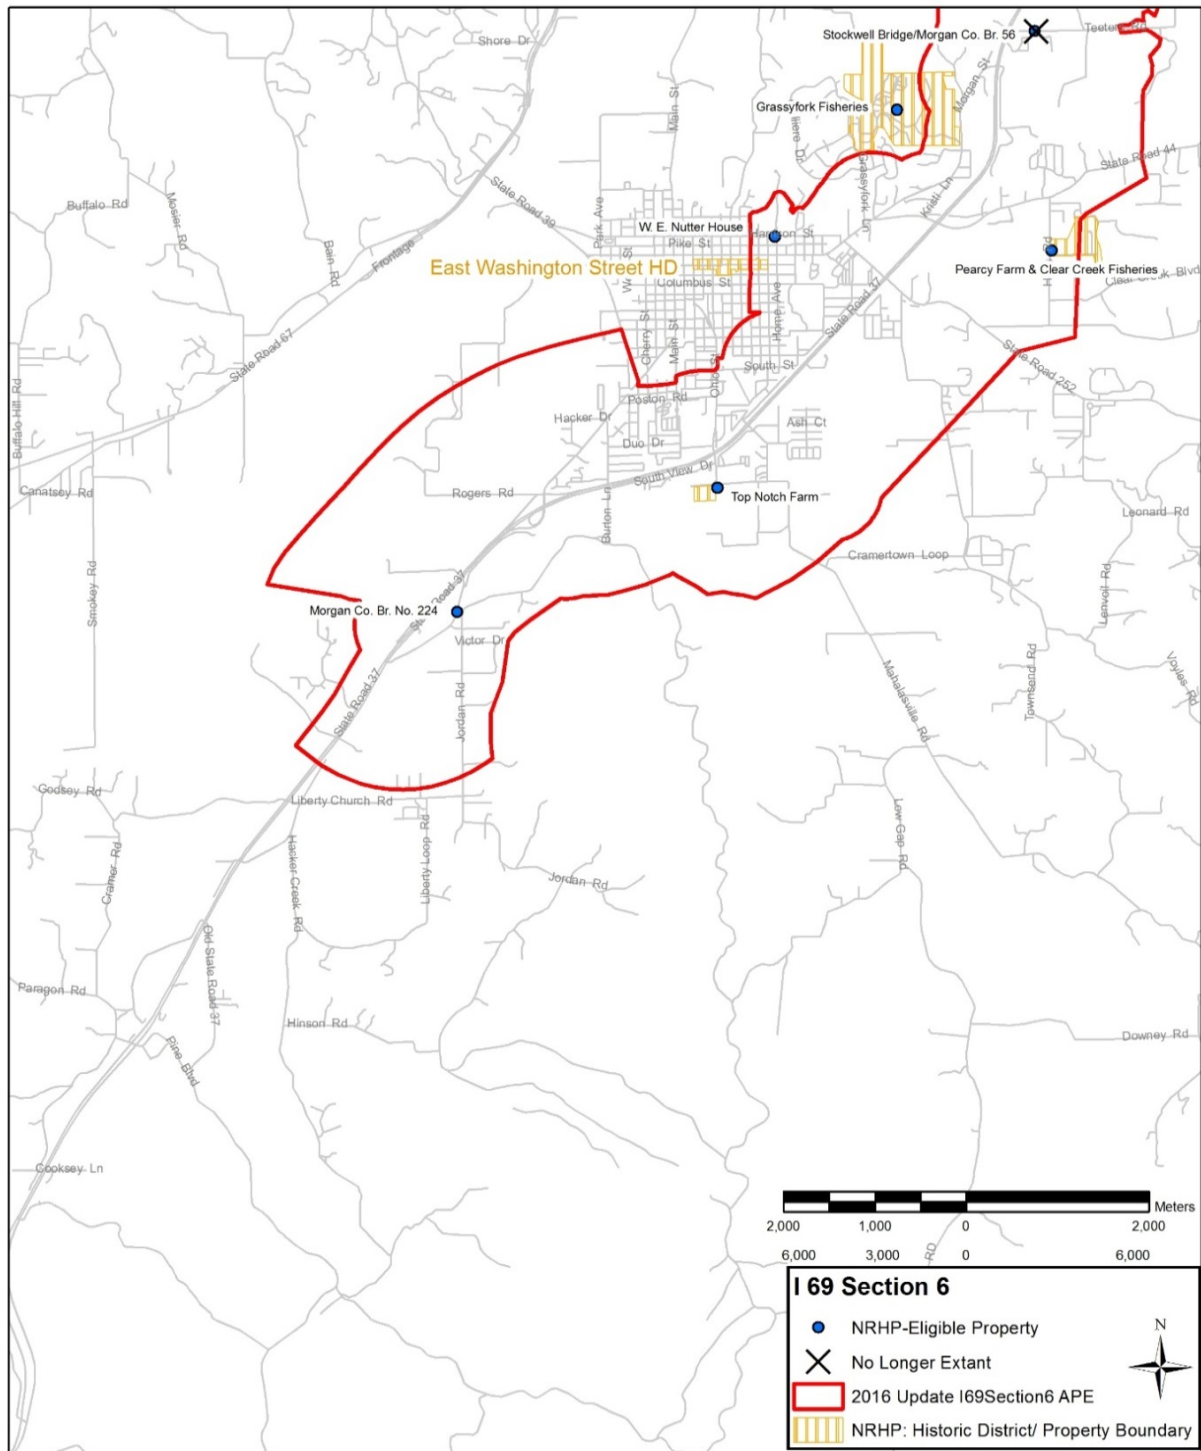 Shore Dr
Stockwell Bridge/Morgan Co. Br. 56
Teeters Rd
Main St
Morgan St
Grassyfork Fisheries
State Road 44
State Road 39
Grassyfork Ln
Kristi Ln
Buffalo Rd
Mosier Rd
Park Ave
W. E. Nutter House
Harrison St
Pike St
Bain Rd
Frontage
East Washington Street HD
Pearcy Farm & Clear Creek Fisheries
Columbus St
Clear Creek Blvd
Home Ave
State Road 37
Cherry St
Main St
State Road 67
South St
Ohio St
State Road 252
Buffalo Hill Rd
Poston Rd
Hacker Dr
Ash Ct
Duo Dr
South View Dr
Canatsey Rd
Rogers Rd
Top Notch Farm
Burton Ln
Leonard Rd
Cramertown Loop
Smokey Rd
Lenvoil Rd
Morgan Co. Br. No. 224
Victor Dr
State Road 37
Jordan Rd
Mahalasville Rd
Townsend Rd
Voyles Rd
Godsey Rd
Liberty Church Rd
Cramer Rd
Hacker Creek Rd
Liberty Loop Rd
Low Gap Rd
Jordan Rd
Old State Road 37
Paragon Rd
Hinson Rd
Pine Blvd
Downey Rd
Cooksey Ln
Meters
2,000 1,000 0 2,000
6,000 3,000 0 6,000
RD
I 69 Section 6
NRHP-Eligible Property
N
No Longer Extant
2016 Update I69Section6 APE
NRHP: Historic District/ Property Boundary